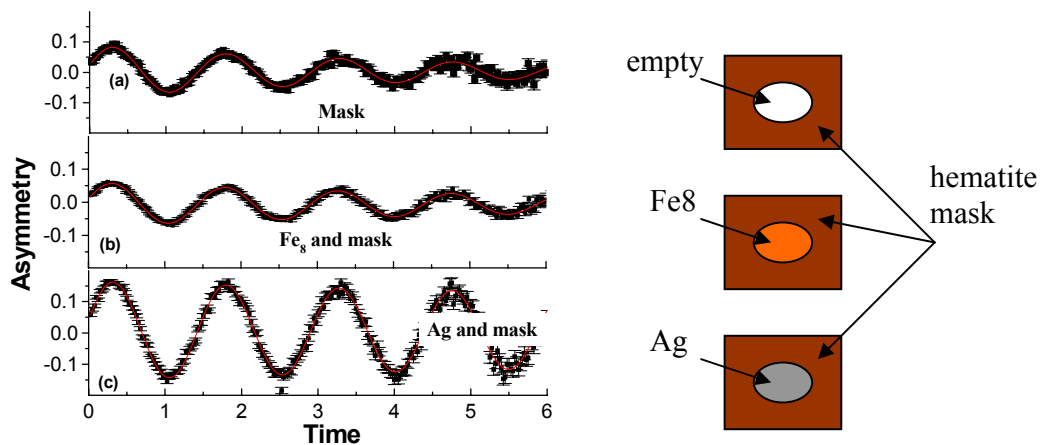 Asymmetry
0.1
0.0
-0.1
(a)
Mask
0.1
0.0
-0.1
(b)
Fe₈ and mask
0.1
0.0
-0.1
(c)
Ag and mask
0 1 2 3 4 5 6
Time
empty
Fe8
hematite
mask
Ag